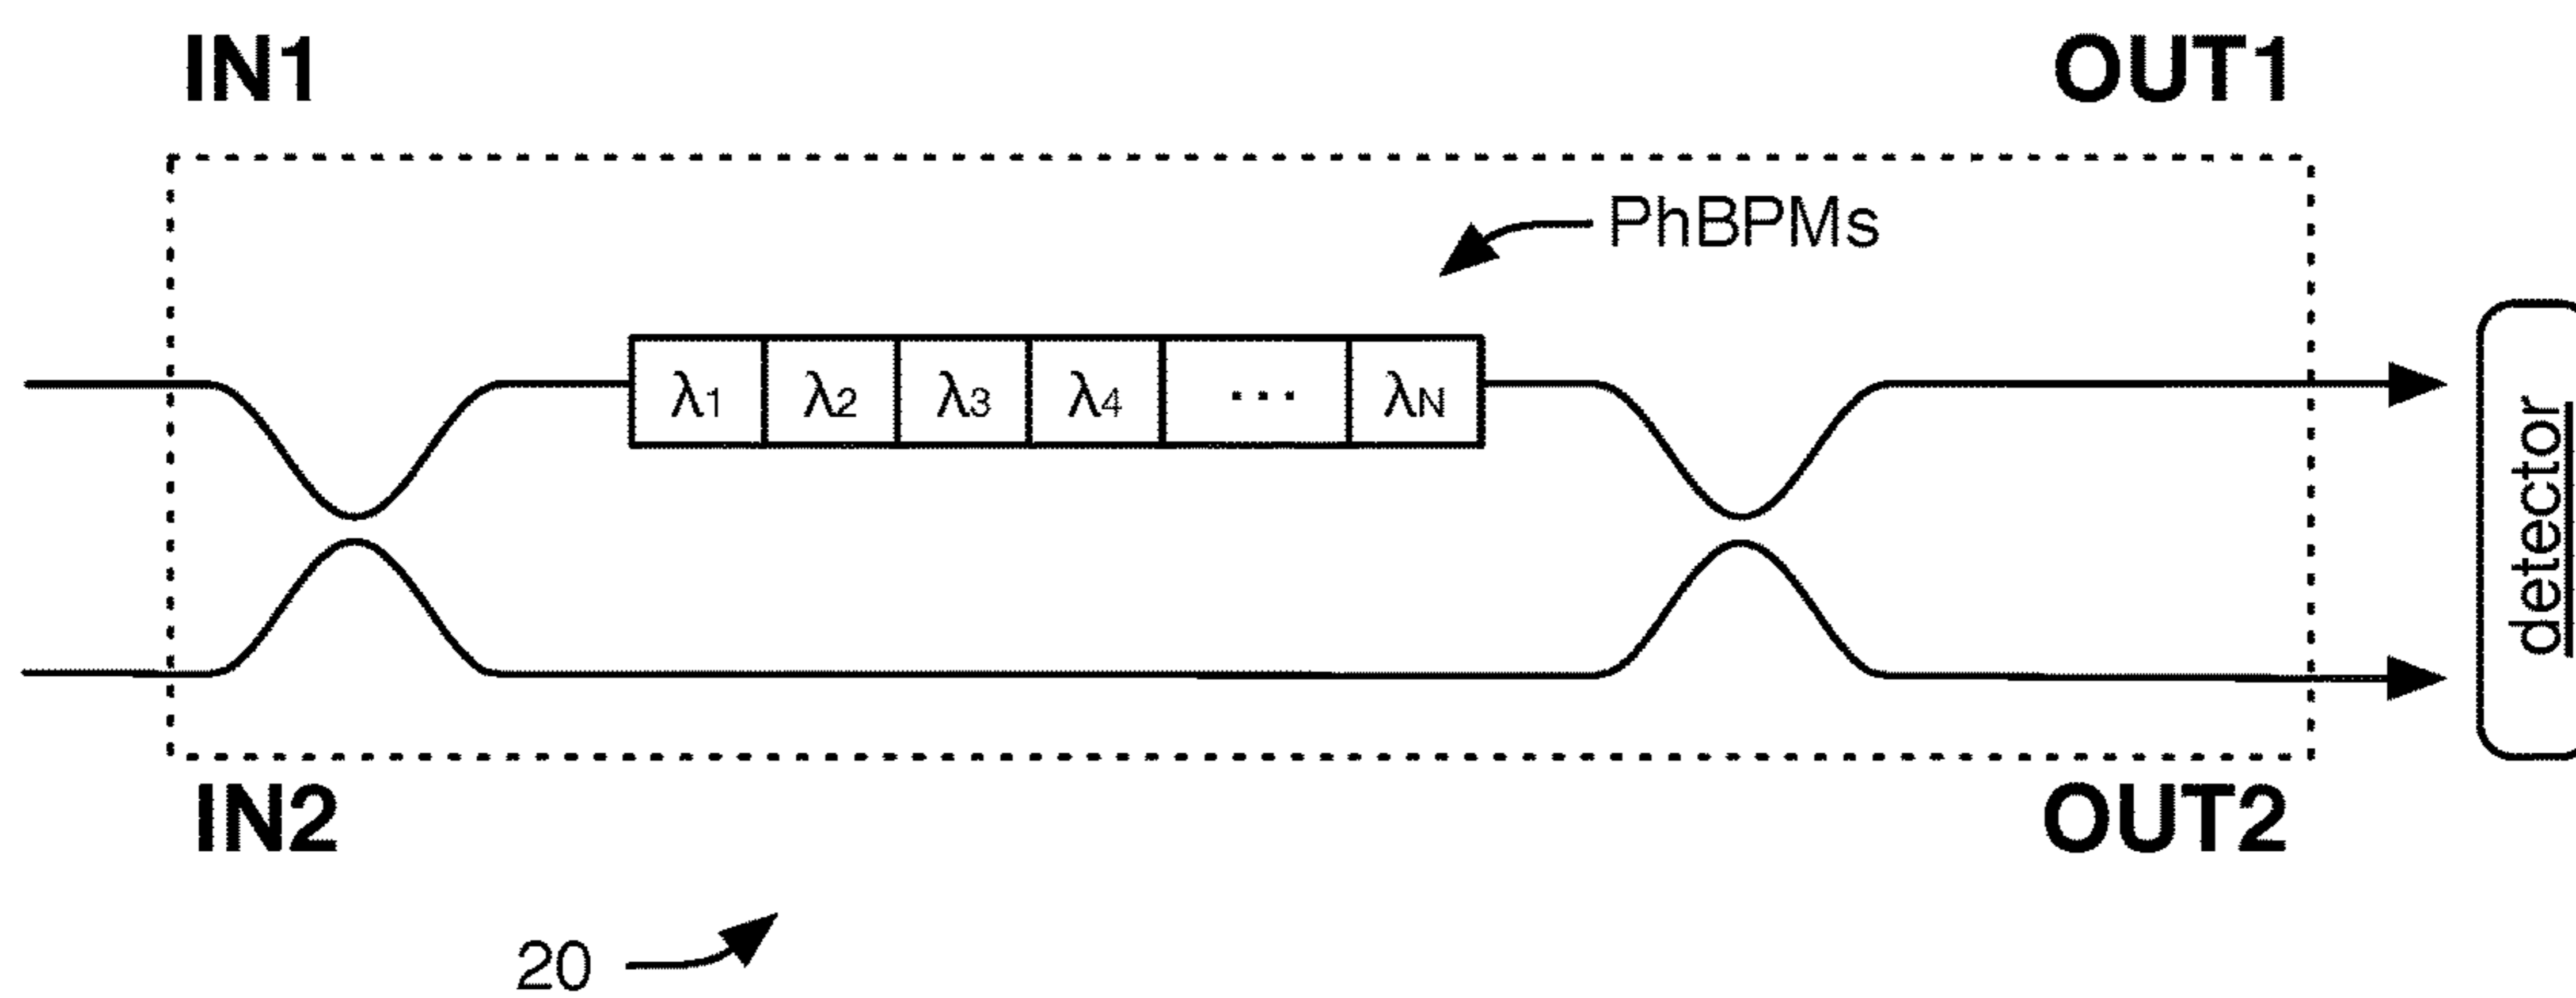 IN1
OUT1
PhBPMs
λ1 λ2 λ3 λ4 ... λN
detector
IN2
OUT2
20